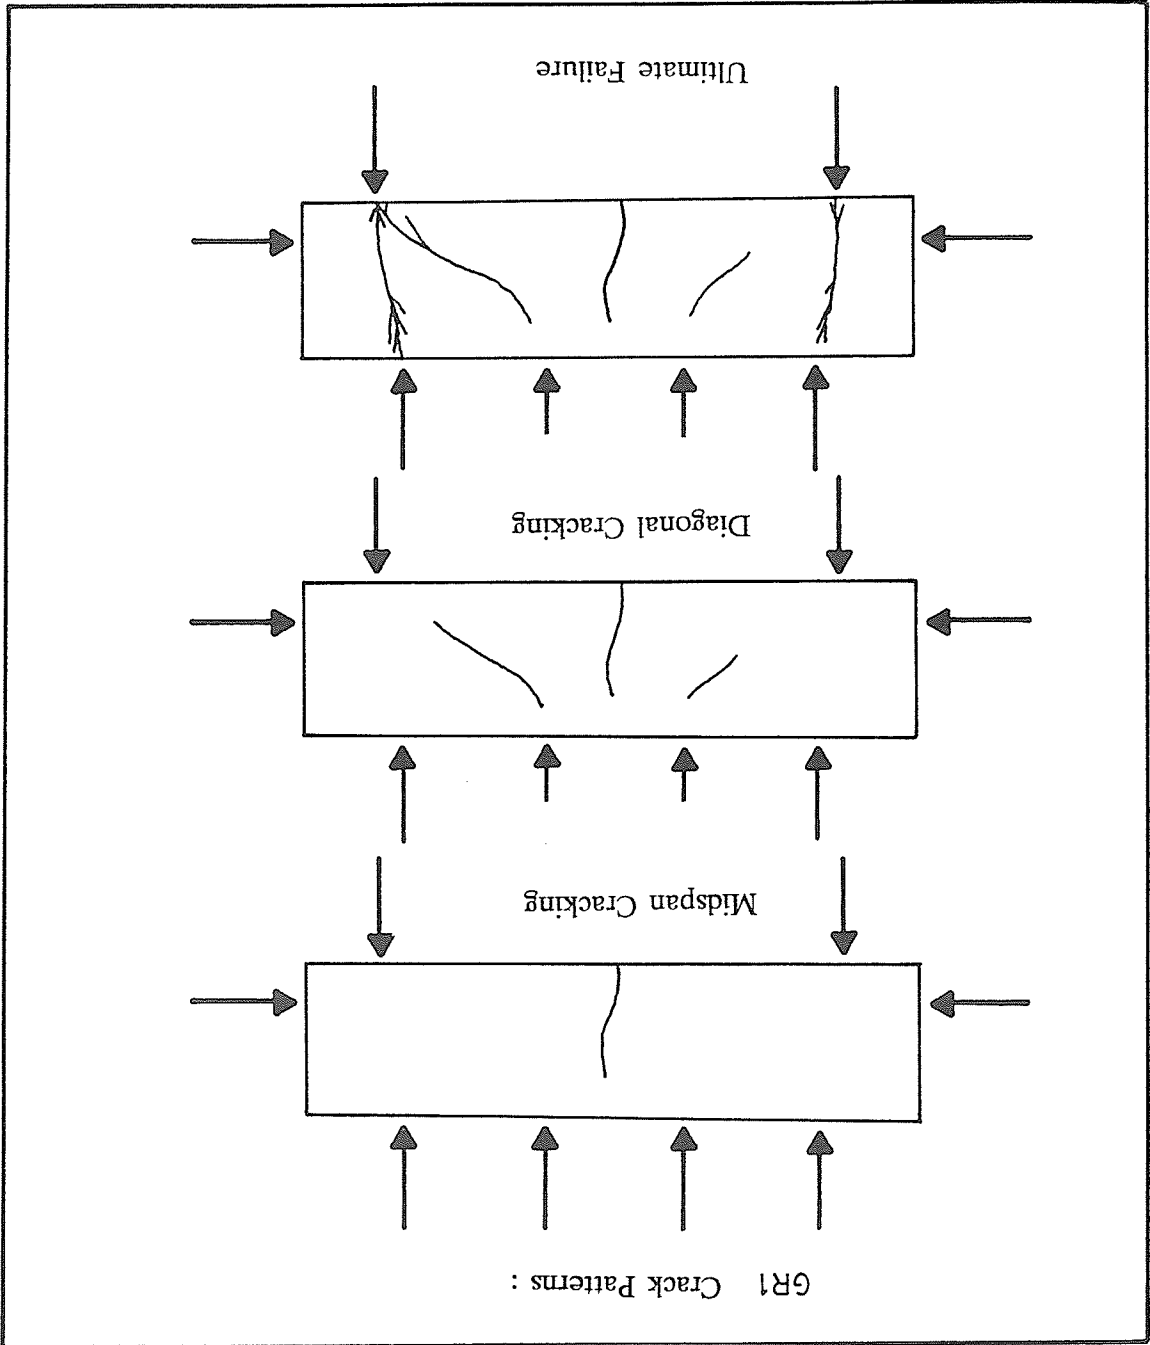 GR1 Crack Patterns :
Midspan Cracking
Diagonal Cracking
Ultimate Failure